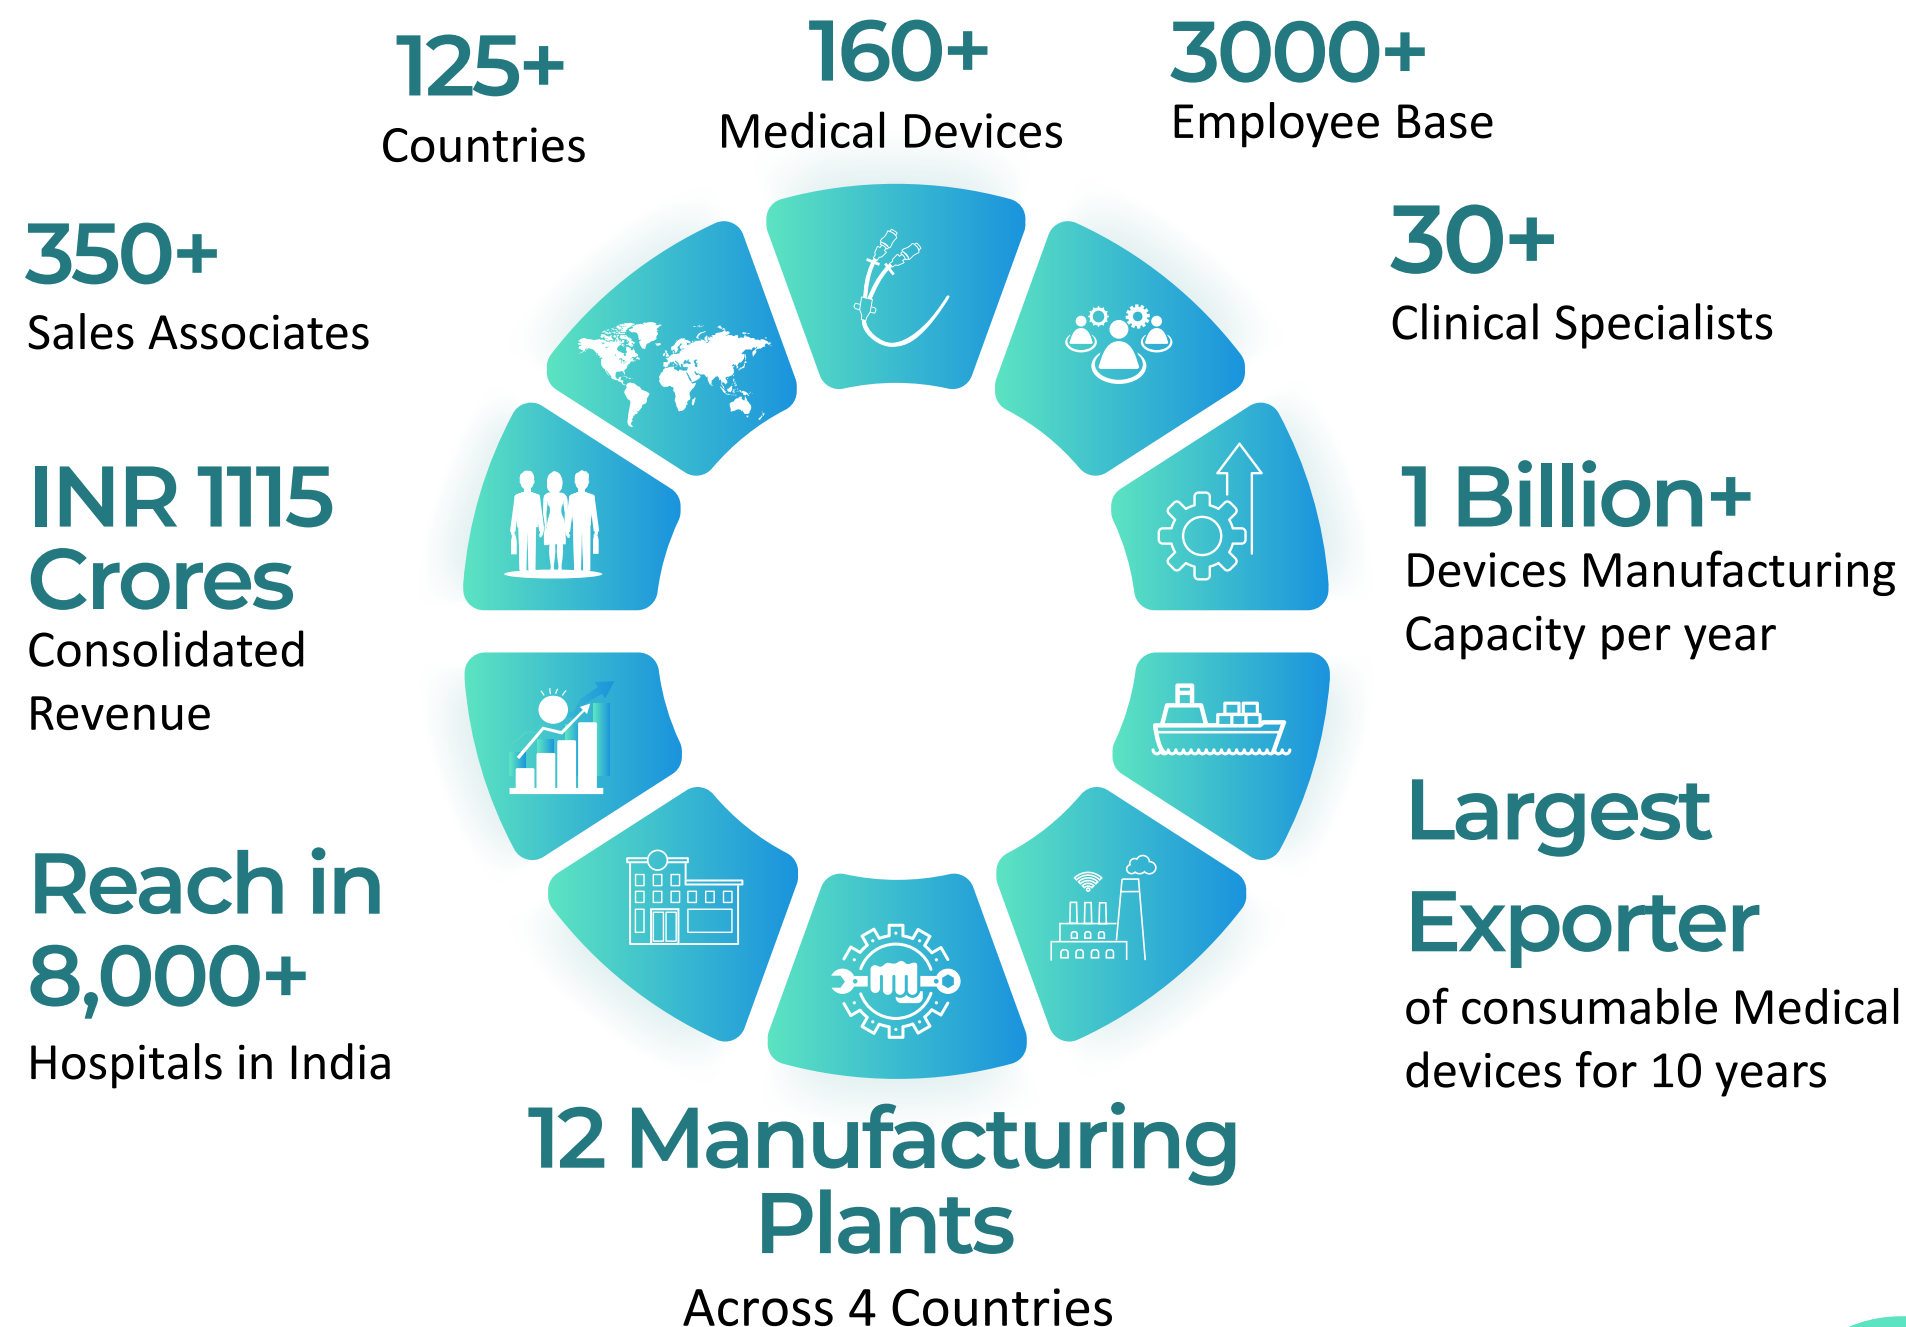 125+
Countries
160+
Medical Devices
3000+
Employee Base
350+
Sales Associates
30+
Clinical Specialists
INR 1115
Crores
Consolidated
Revenue
1 Billion+
Devices Manufacturing
Capacity per year
Reach in
8,000+
Hospitals in India
Largest
Exporter
of consumable Medical
devices for 10 years
12 Manufacturing
Plants
Across 4 Countries